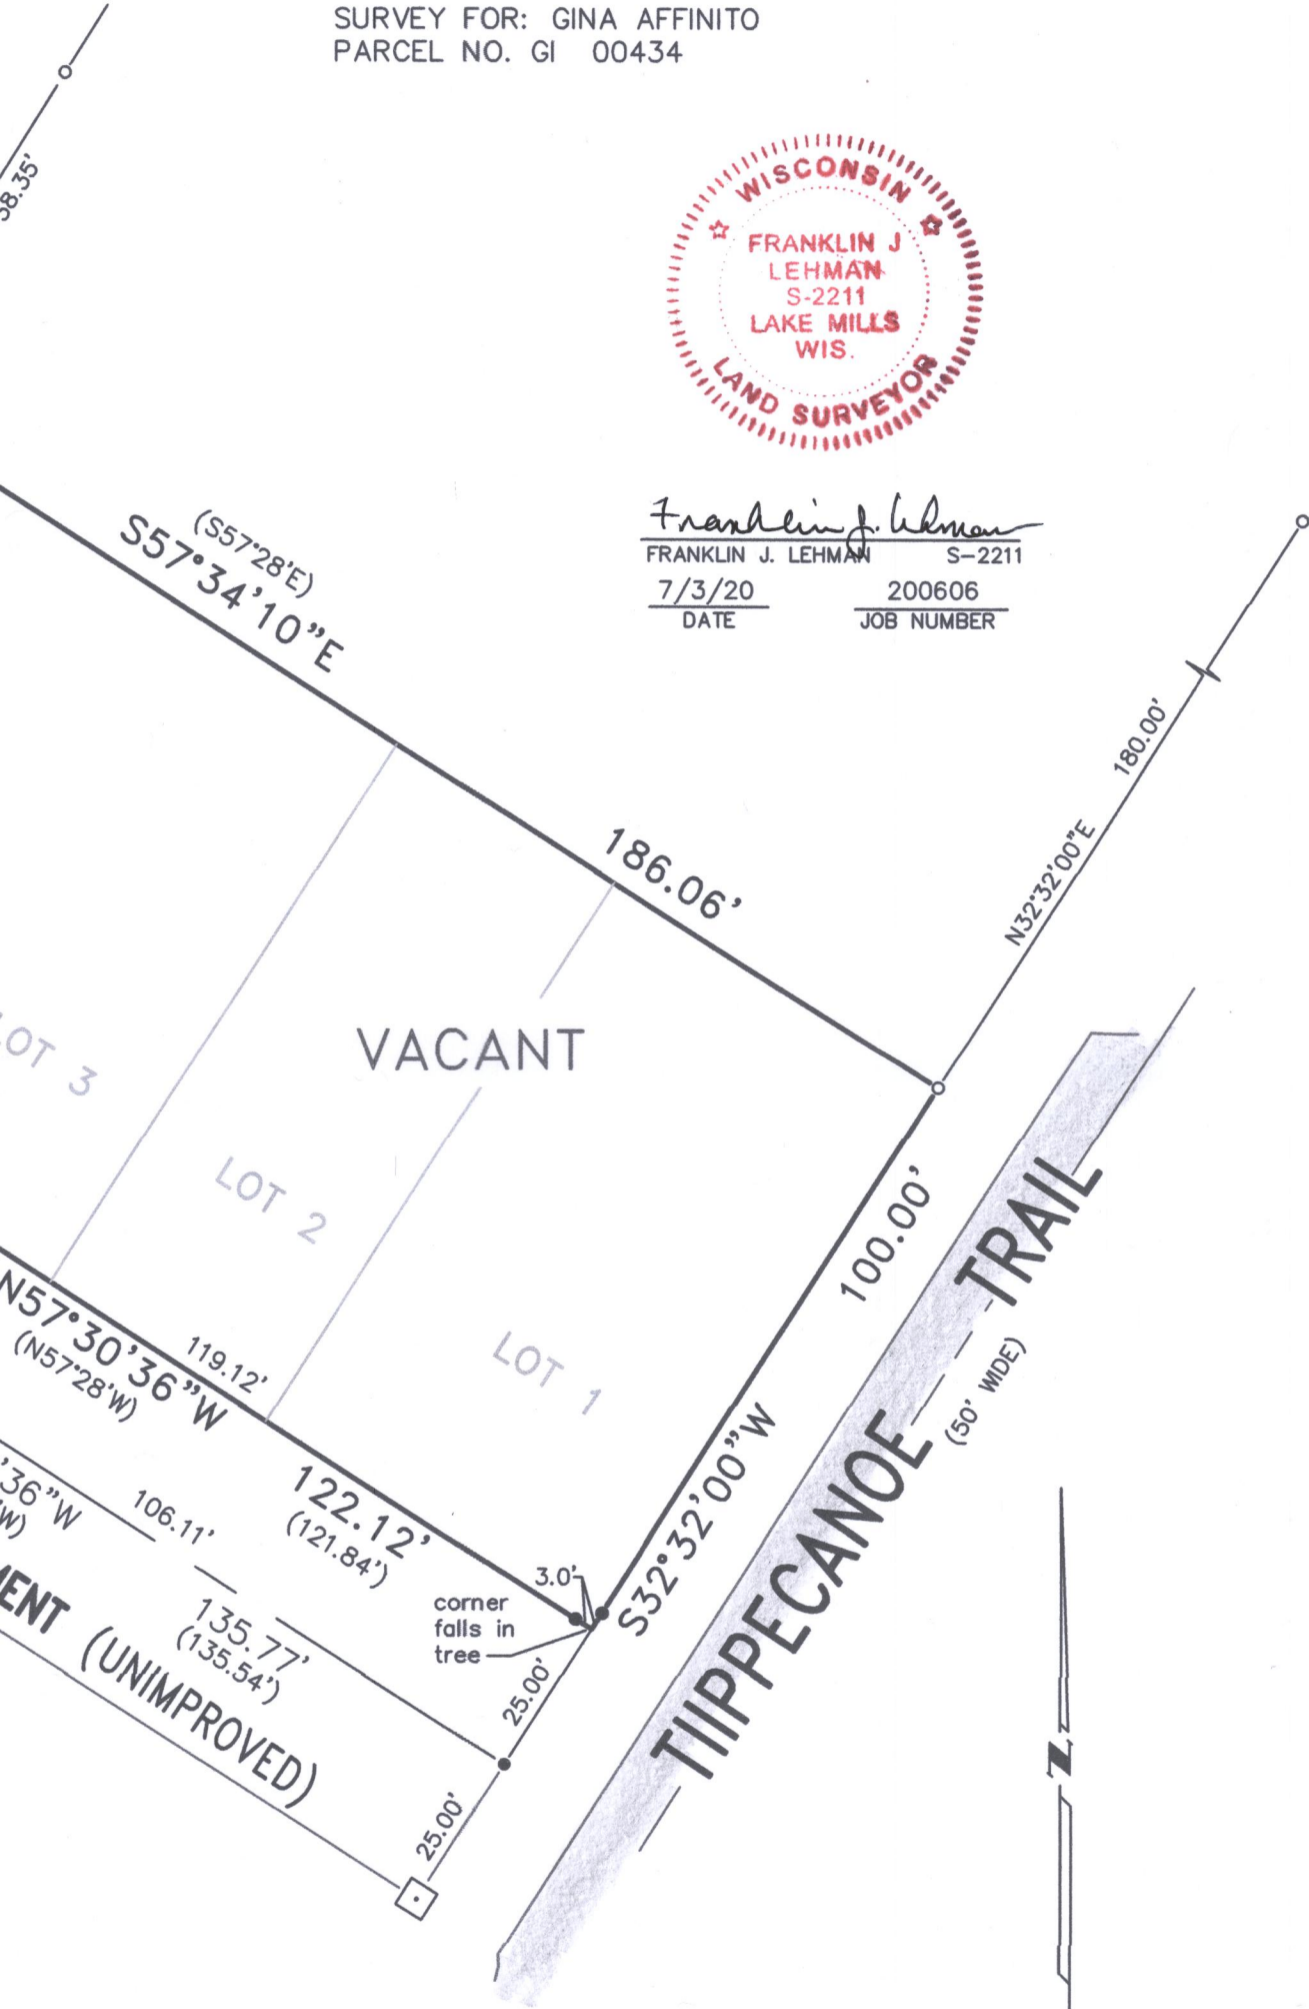 SURVEY FOR: GINA AFFINITO
PARCEL NO. GI 00434
WISCONSIN
FRANKLIN J
LEHMAN
S-2211
LAKE MILLS
WIS.
LAND SURVEYOR
Franklin J. Lehman
FRANKLIN J. LEHMAN S-2211
7/3/20 200606
DATE JOB NUMBER
(S57°28'E)
S57°34'10"E
186.06'
180.00'
N32°32'00"E
VACANT
LOT 3
LOT 2
LOT 1
100.00'
S32°32'00"W
TIIPPECANOE TRAIL
(50' WIDE)
N57°30'36"W
(N57°28'W)
119.12'
122.12'
(121.84')
3.0'
corner
falls in
tree
'36"W
W)
106.11'
135.77'
(135.54')
(UNIMPROVED)
25.00'
25.00'
N